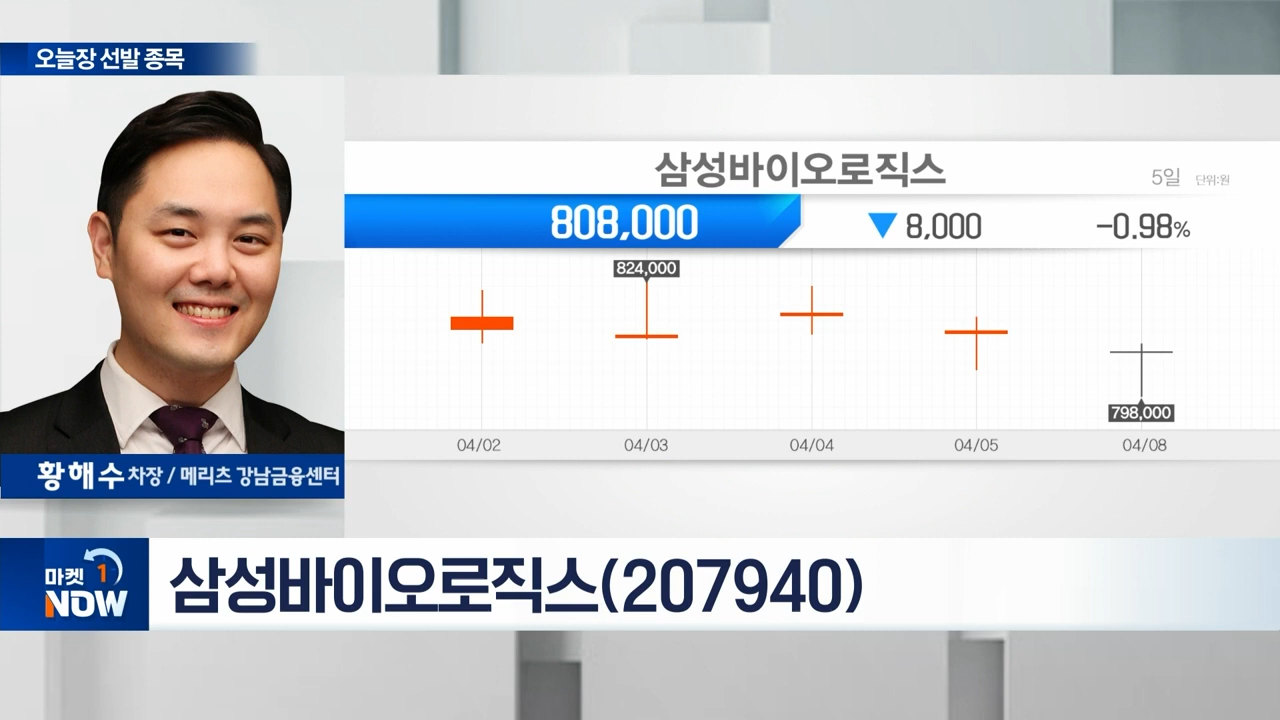 오늘장 선발 종목
삼성바이오로직스
5일 단위:원
808,000 ▼ 8,000 -0.98%
824,000
798,000
04/02 04/03 04/04 04/05 04/08
황해수 차장 / 메리츠 강남금융센터
마켓 1
NOW
삼성바이오로직스(207940)